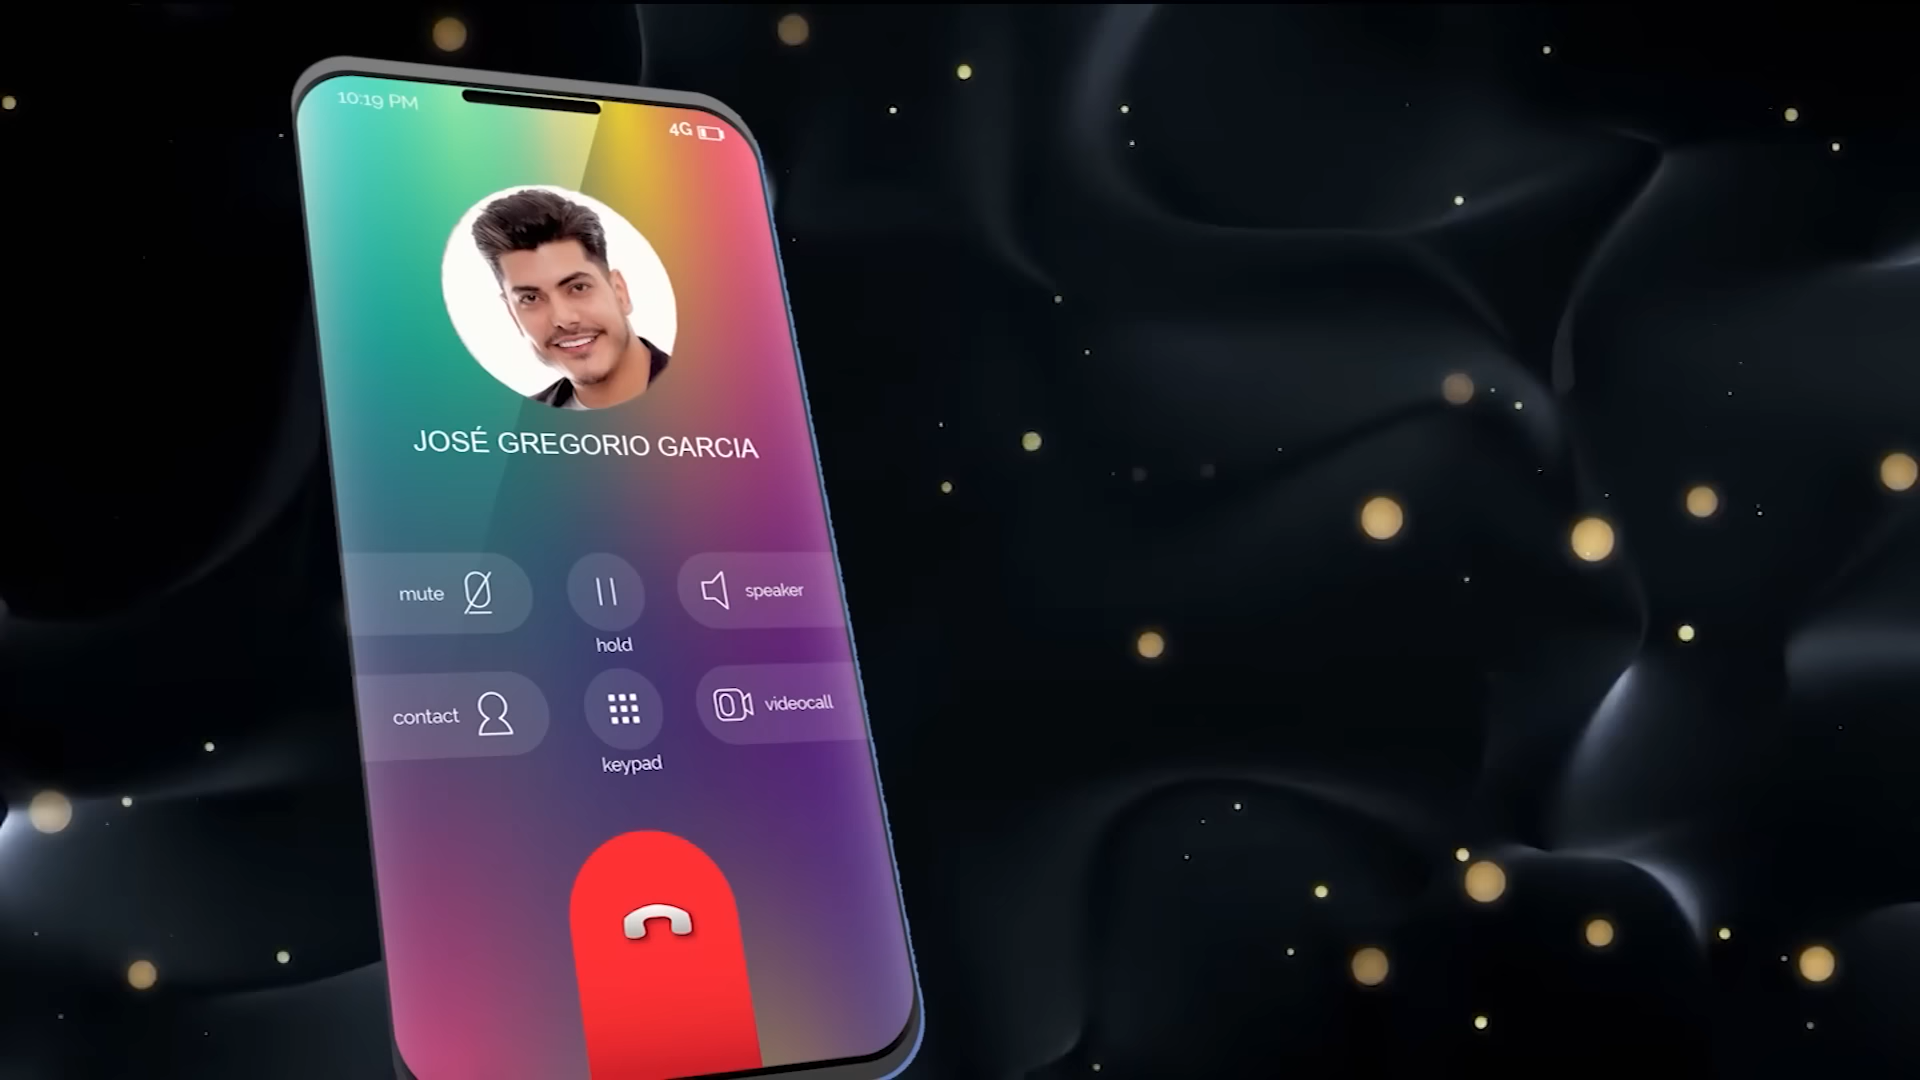 10:19 PM
4G
JOSÉ GREGORIO GARCIA
mute
speaker
hold
contact
videocall
keypad